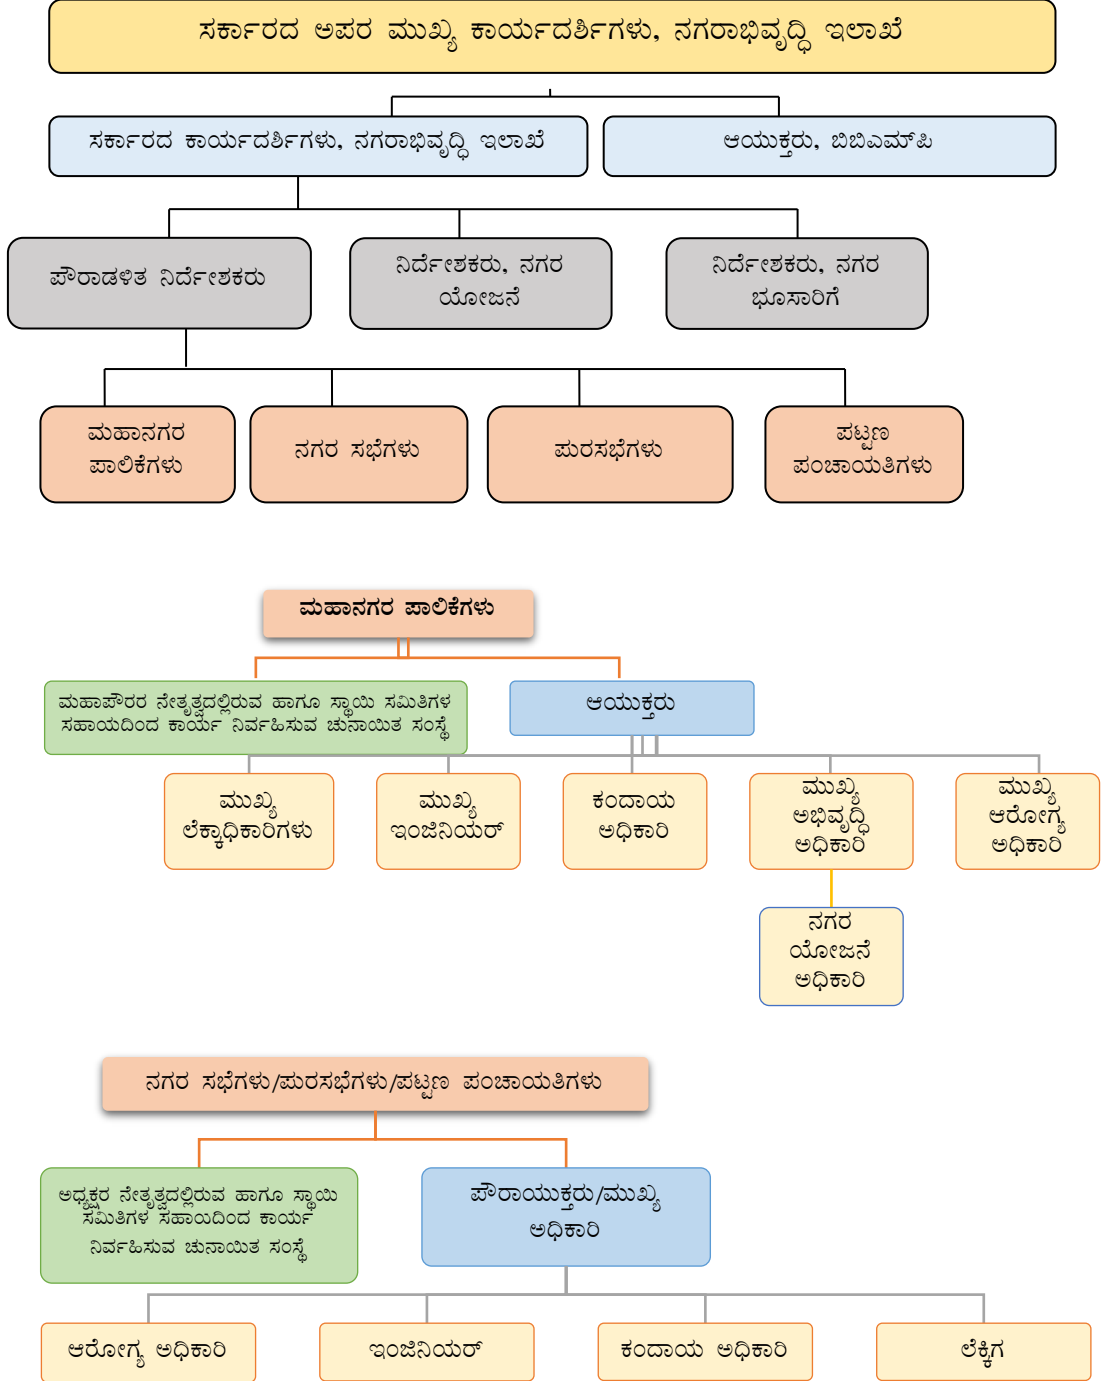 ಸರ್ಕಾರದ ಅಪರ ಮುಖ್ಯ ಕಾರ್ಯದರ್ಶಿಗಳು, ನಗರಾಭಿವೃದ್ಧಿ ಇಲಾಖೆ
ಸರ್ಕಾರದ ಕಾರ್ಯದರ್ಶಿಗಳು, ನಗರಾಭಿವೃದ್ಧಿ ಇಲಾಖೆ
ಆಯುಕ್ತರು, ಬಿಬಿಎಮ್‌ಪಿ
ಪೌರಾಡಳಿತ ನಿರ್ದೇಶಕರು
ನಿರ್ದೇಶಕರು, ನಗರ
ಯೋಜನೆ
ನಿರ್ದೇಶಕರು, ನಗರ
ಭೂಸಾರಿಗೆ
ಮಹಾನಗರ
ಪಾಲಿಕೆಗಳು
ನಗರ ಸಭೆಗಳು
ಪುರಸಭೆಗಳು
ಪಟ್ಟಣ
ಪಂಚಾಯತಿಗಳು
ಮಹಾನಗರ ಪಾಲಿಕೆಗಳು
ಮಹಾಪೌರರ ನೇತೃತ್ವದಲ್ಲಿರುವ ಹಾಗೂ ಸ್ಥಾಯಿ ಸಮಿತಿಗಳ
ಸಹಾಯದಿಂದ ಕಾರ್ಯ ನಿರ್ವಹಿಸುವ ಚುನಾಯಿತ ಸಂಸ್ಥೆ
ಆಯುಕ್ತರು
ಮುಖ್ಯ
ಲೆಕ್ಕಾಧಿಕಾರಿಗಳು
ಮುಖ್ಯ
ಇಂಜಿನಿಯರ್
ಕಂದಾಯ
ಅಧಿಕಾರಿ
ಮುಖ್ಯ
ಅಭಿವೃದ್ಧಿ
ಅಧಿಕಾರಿ
ಮುಖ್ಯ
ಆರೋಗ್ಯ
ಅಧಿಕಾರಿ
ನಗರ
ಯೋಜನೆ
ಅಧಿಕಾರಿ
ನಗರ ಸಭೆಗಳು/ಪುರಸಭೆಗಳು/ಪಟ್ಟಣ ಪಂಚಾಯತಿಗಳು
ಅಧ್ಯಕ್ಷರ ನೇತೃತ್ವದಲ್ಲಿರುವ ಹಾಗೂ ಸ್ಥಾಯಿ
ಸಮಿತಿಗಳ ಸಹಾಯದಿಂದ ಕಾರ್ಯ
ನಿರ್ವಹಿಸುವ ಚುನಾಯಿತ ಸಂಸ್ಥೆ
ಪೌರಾಯುಕ್ತರು/ಮುಖ್ಯ
ಅಧಿಕಾರಿ
ಆರೋಗ್ಯ ಅಧಿಕಾರಿ
ಇಂಜಿನಿಯರ್
ಕಂದಾಯ ಅಧಿಕಾರಿ
ಲೆಕ್ಕಿಗ